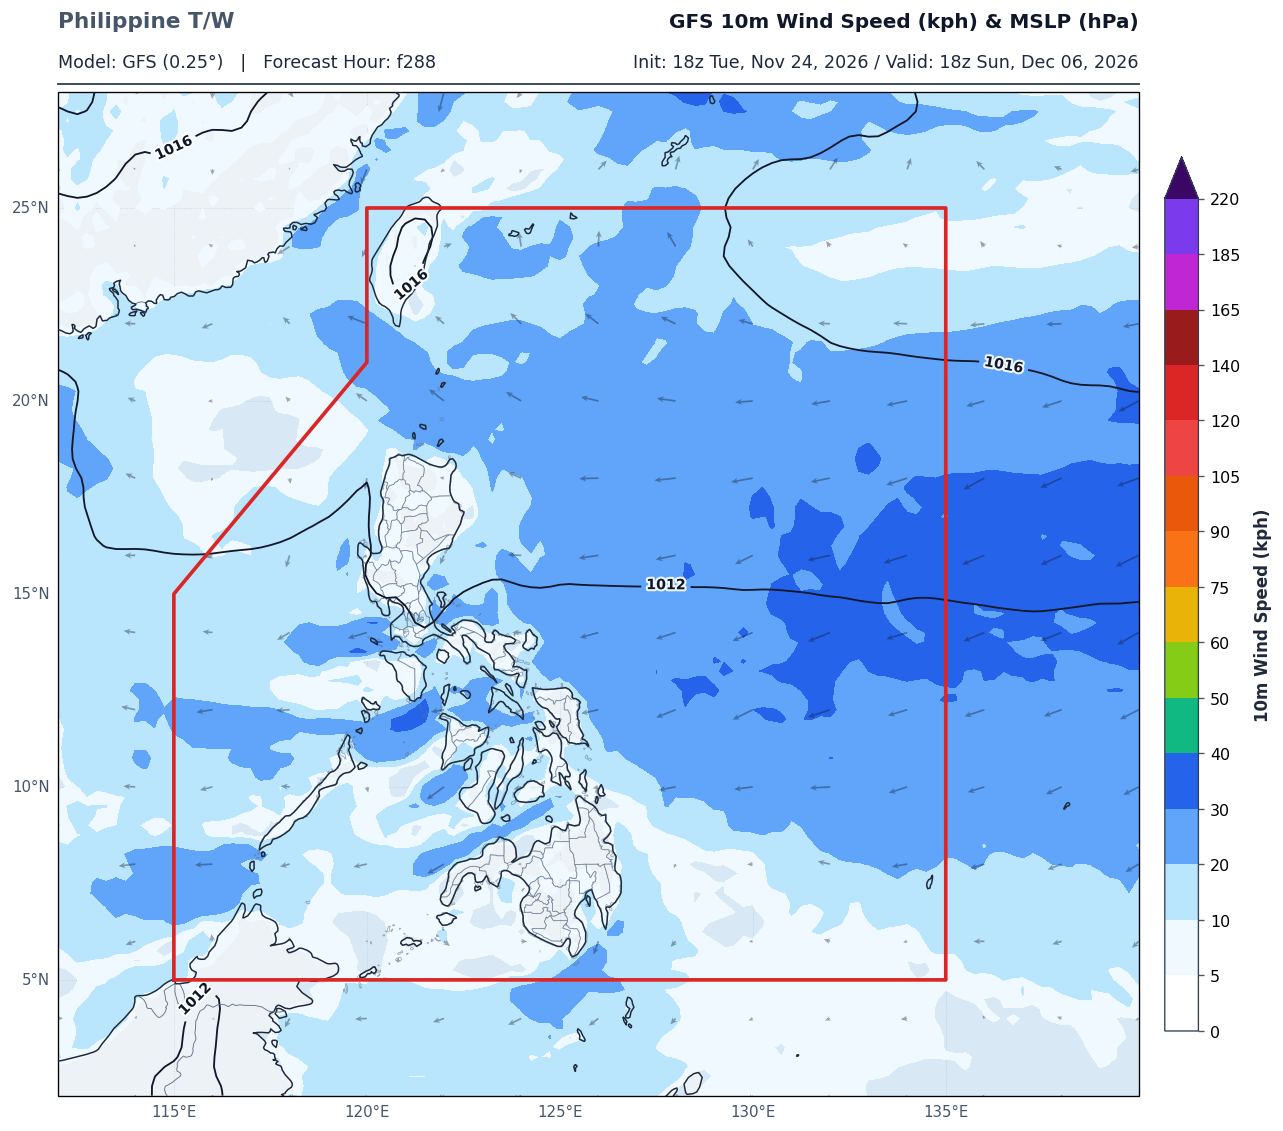 Philippine T/W
GFS 10m Wind Speed (kph) & MSLP (hPa)
Model: GFS (0.25°)   |   Forecast Hour: f288
Init: 18z Tue, Nov 24, 2026 / Valid: 18z Sun, Dec 06, 2026
1016
1016
1016
1012
1012
25°N
20°N
15°N
10°N
5°N
115°E
120°E
125°E
130°E
135°E
220
185
165
140
120
105
90
75
60
50
40
30
20
10
5
0
10m Wind Speed (kph)